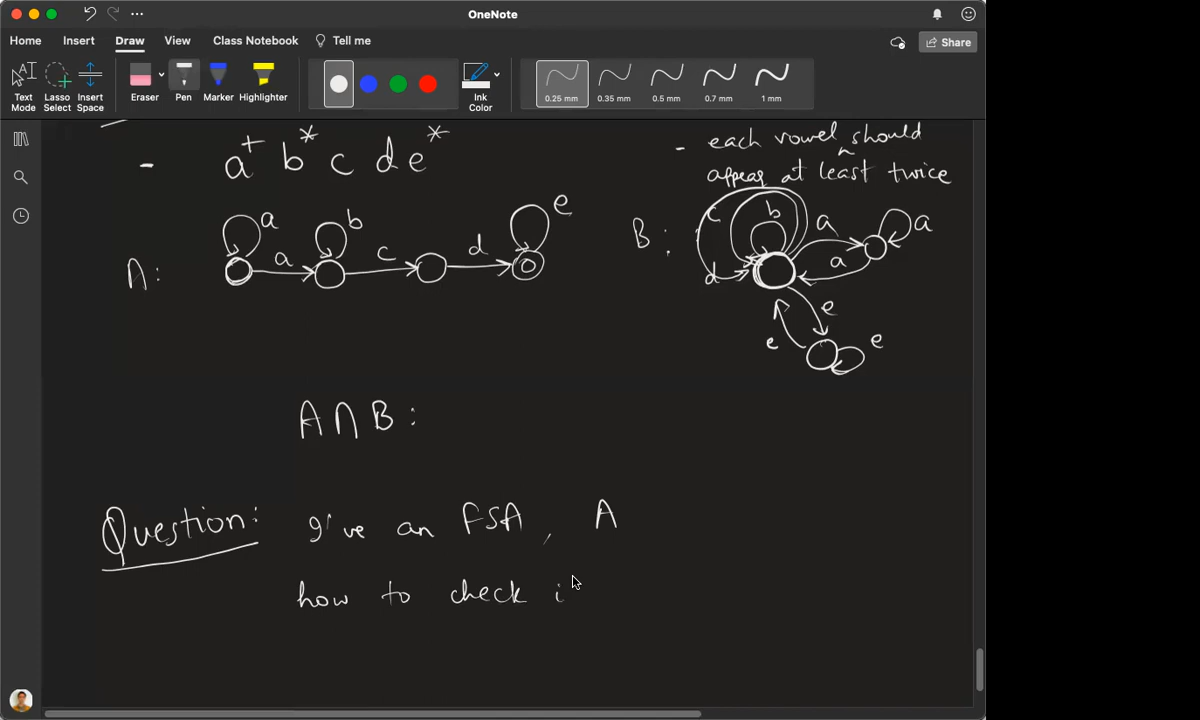 OneNote
Home Insert Draw View Class Notebook Tell me Share
Text Mode Lasso Select Insert Space Eraser Pen Marker Highlighter Ink Color 0.25 mm 0.35 mm 0.5 mm 0.7 mm 1 mm
- each vowel should
appear at least twice
- a+ b* c d e*
A: a a b c d e
B: c b d a a a e e e
A∩B:
Question: give an FSA, A
how to check i